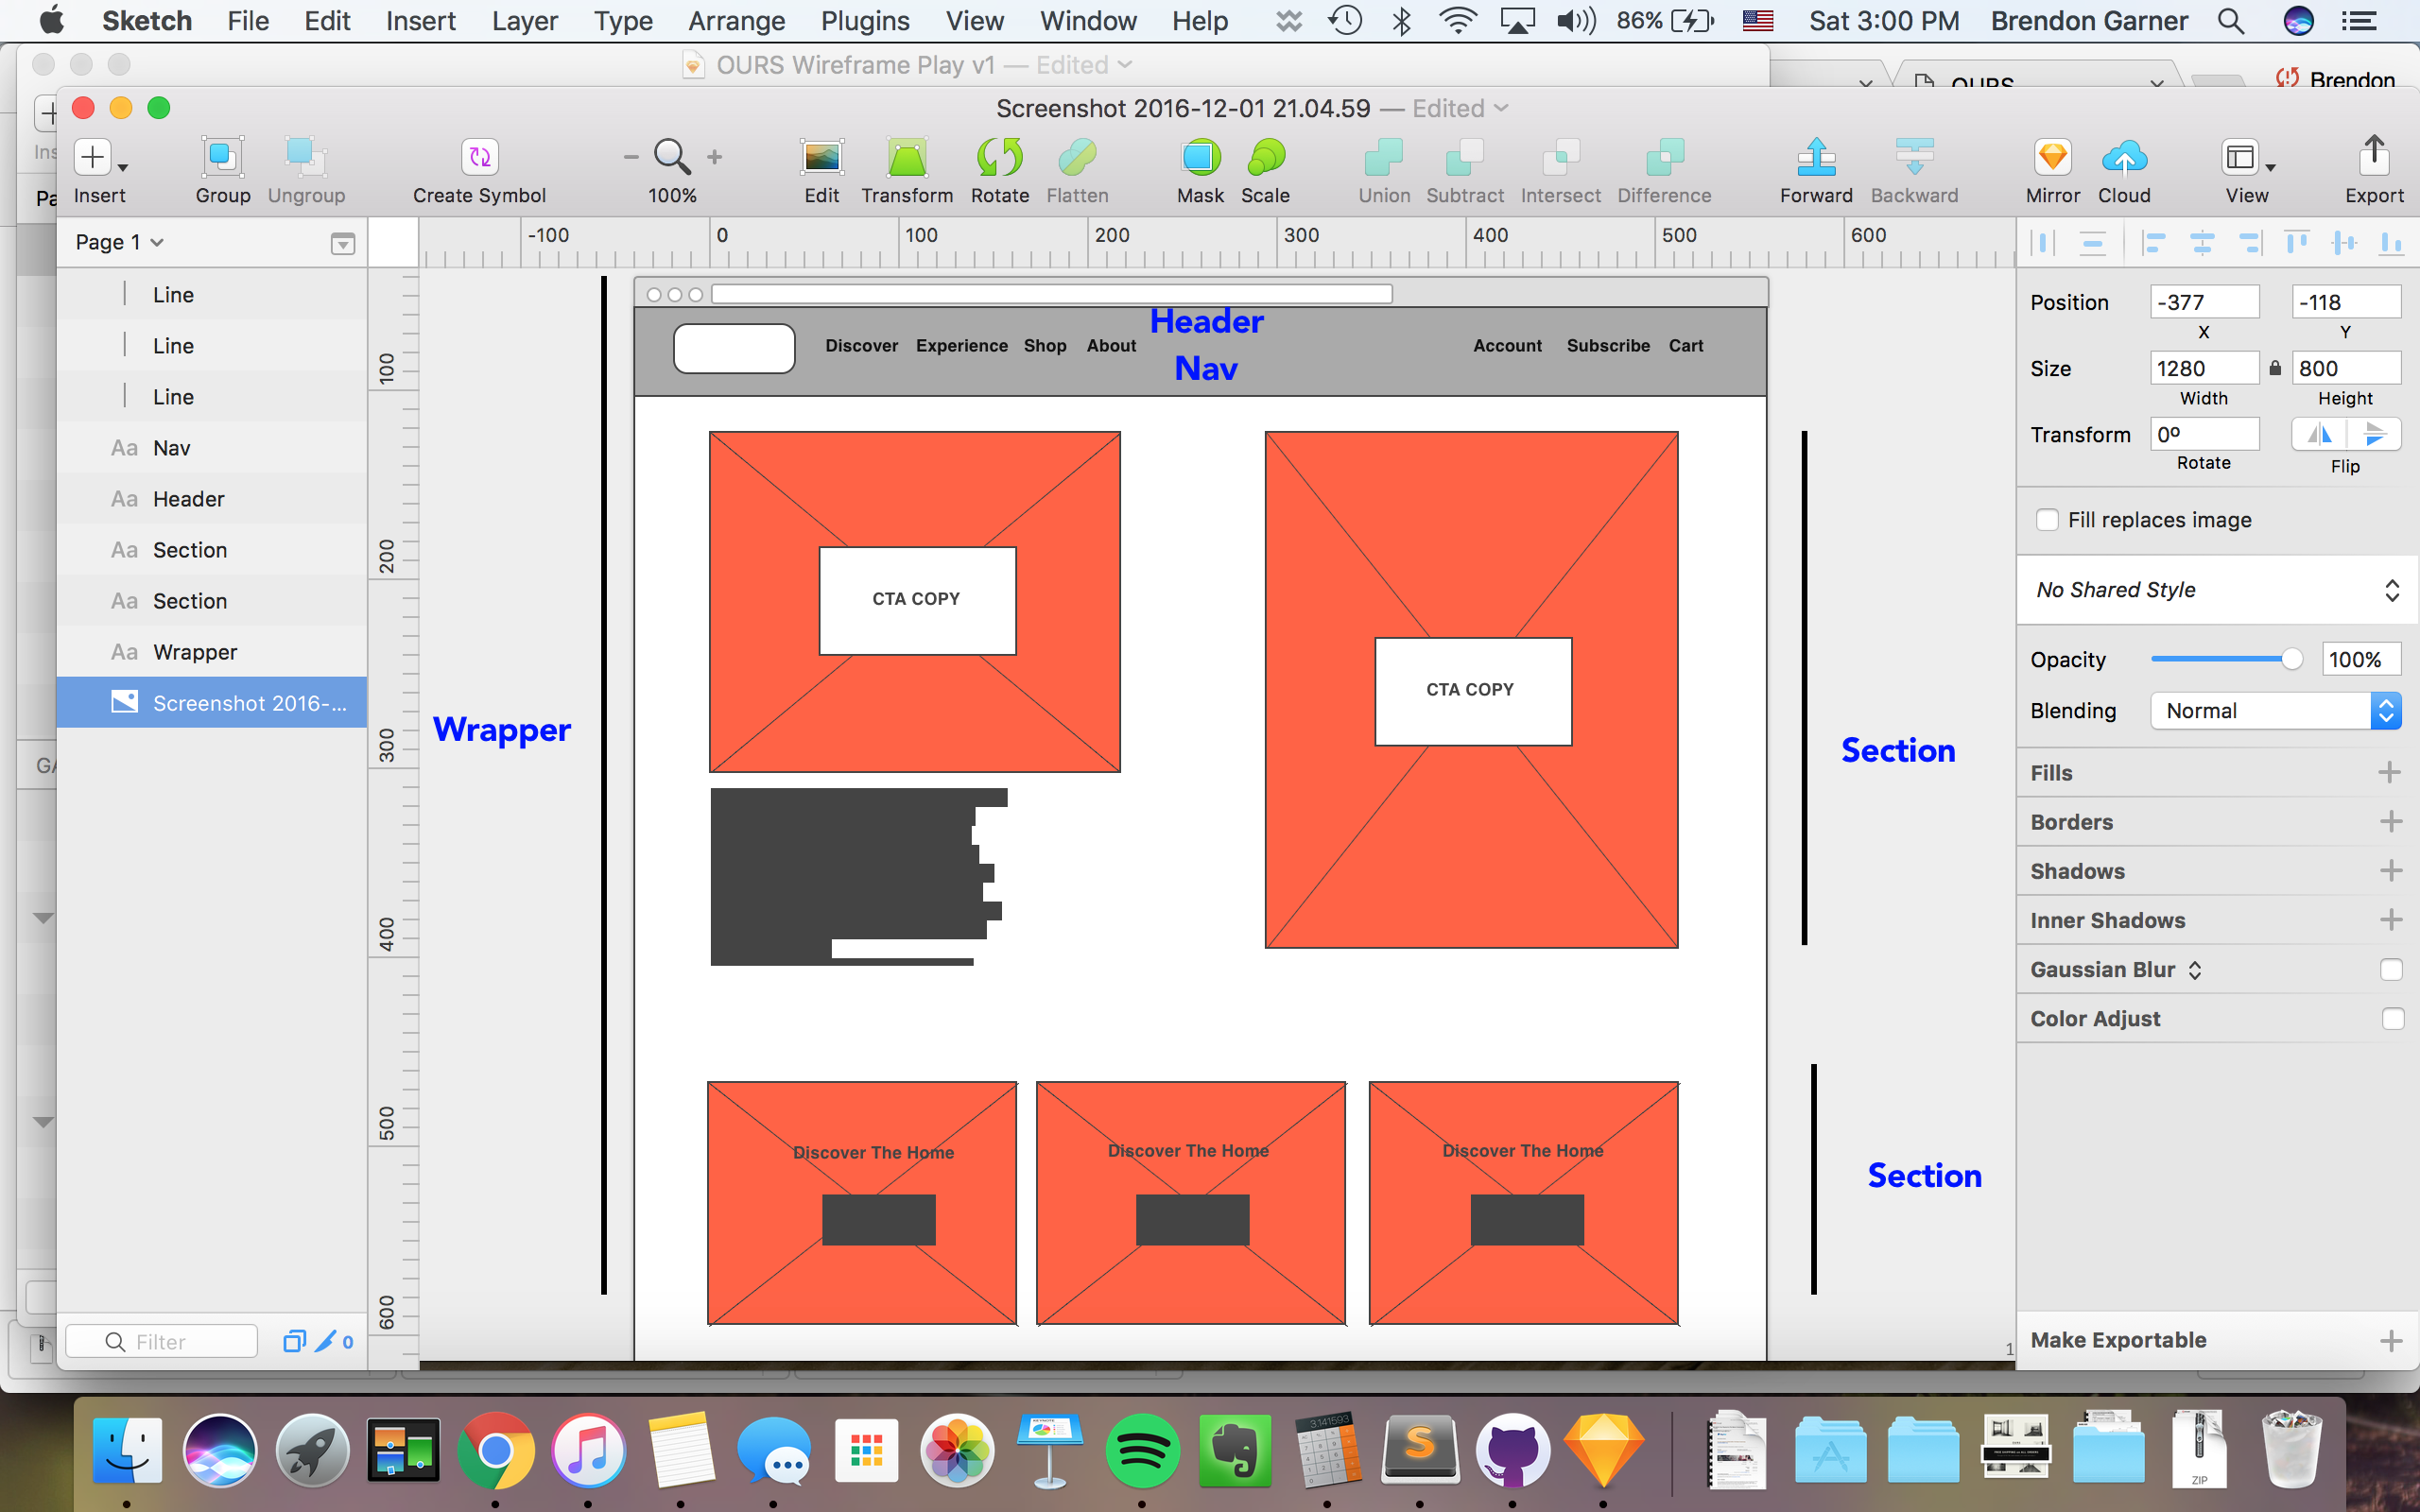 Sketch File Edit Insert Layer Type Arrange Plugins View Window Help 86% Sat 3:00 PM Brendon Garner
OURS Wireframe Play v1 — Edited
OURS
Brendon
Screenshot 2016-12-01 21.04.59 — Edited
Insert Group Ungroup Create Symbol 100% Edit Transform Rotate Flatten Mask Scale Union Subtract Intersect Difference Forward Backward Mirror Cloud View Export
Page 1
-100 0 100 200 300 400 500 600
Line
Line
Line
Aa Nav
Aa Header
Aa Section
Aa Section
Aa Wrapper
Screenshot 2016-...
Filter
0
100
200
300
400
500
600
Header
Nav
Discover Experience Shop About
Account Subscribe Cart
CTA COPY
CTA COPY
Wrapper
Section
Discover The Home
Discover The Home
Discover The Home
Section
1
Position -377 -118
X Y
Size 1280 800
Width Height
Transform 0º
Rotate Flip
Fill replaces image
No Shared Style
Opacity 100%
Blending Normal
Fills
Borders
Shadows
Inner Shadows
Gaussian Blur
Color Adjust
Make Exportable
3.141593
ZIP